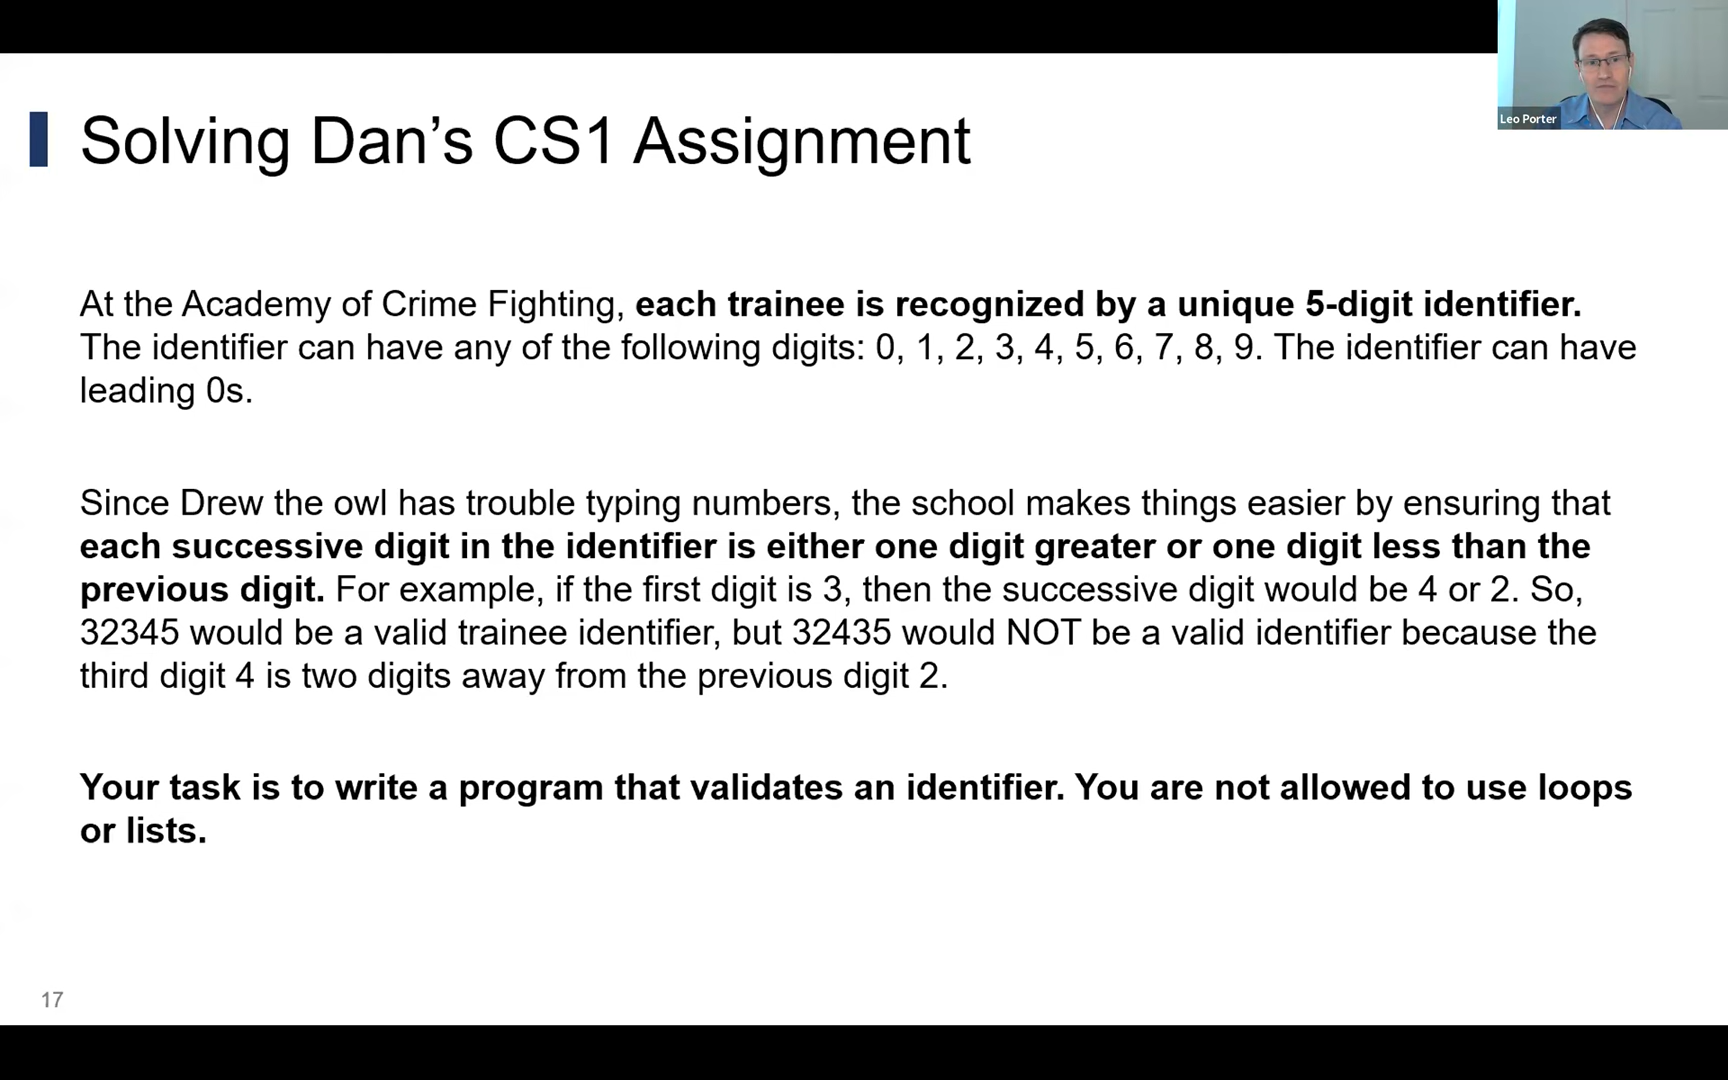 Leo Porter
Solving Dan’s CS1 Assignment
At the Academy of Crime Fighting, each trainee is recognized by a unique 5-digit identifier.
The identifier can have any of the following digits: 0, 1, 2, 3, 4, 5, 6, 7, 8, 9. The identifier can have
leading 0s.
Since Drew the owl has trouble typing numbers, the school makes things easier by ensuring that
each successive digit in the identifier is either one digit greater or one digit less than the
previous digit. For example, if the first digit is 3, then the successive digit would be 4 or 2. So,
32345 would be a valid trainee identifier, but 32435 would NOT be a valid identifier because the
third digit 4 is two digits away from the previous digit 2.
Your task is to write a program that validates an identifier. You are not allowed to use loops
or lists.
17